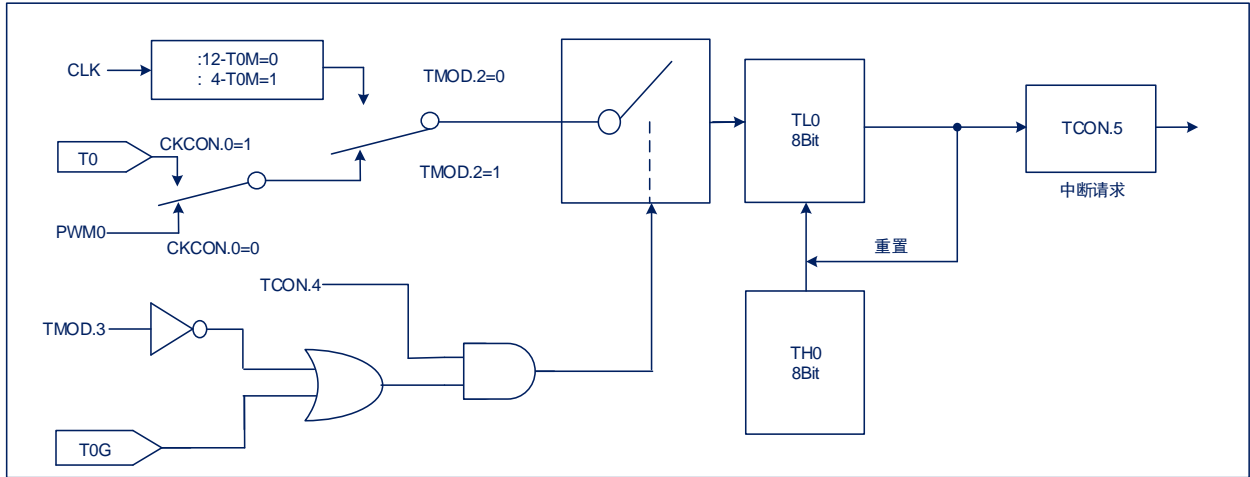 CLK
:12-T0M=0
: 4-T0M=1
TMOD.2=0
T0
CKCON.0=1
TMOD.2=1
PWM0
CKCON.0=0
TL0
8Bit
TCON.5
中断请求
重置
TCON.4
TMOD.3
TH0
8Bit
T0G